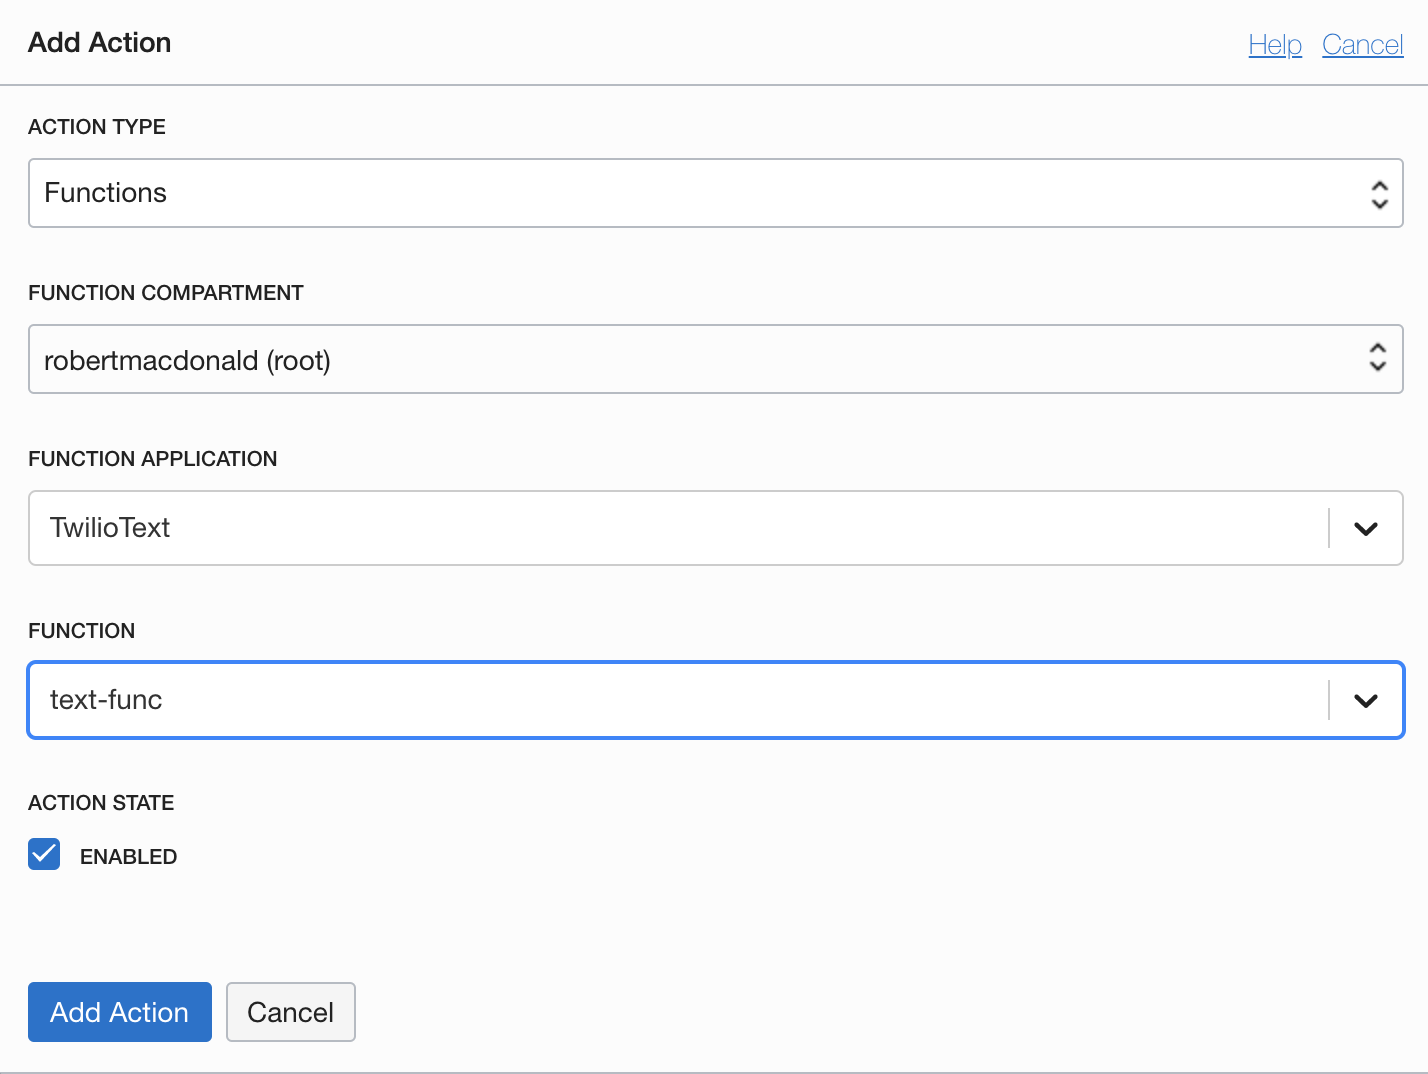 Add Action
Help Cancel
ACTION TYPE
Functions
FUNCTION COMPARTMENT
robertmacdonald (root)
FUNCTION APPLICATION
TwilioText
FUNCTION
text-func
ACTION STATE
ENABLED
Add Action Cancel